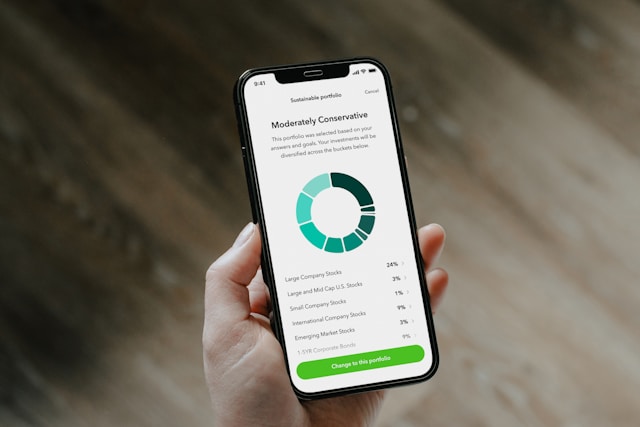 9:41
Sustainable portfolio
Cancel
Moderately Conservative
This portfolio was selected based on your
answers and goals. Your investments will be
diversified across the buckets below.
Large Company Stocks 24%
Large and Mid Cap U.S. Stocks 2%
Small Company Stocks 1%
International Company Stocks 9%
Emerging Market Stocks 3%
1-5YR Corporate Bonds 9%
Change to this portfolio